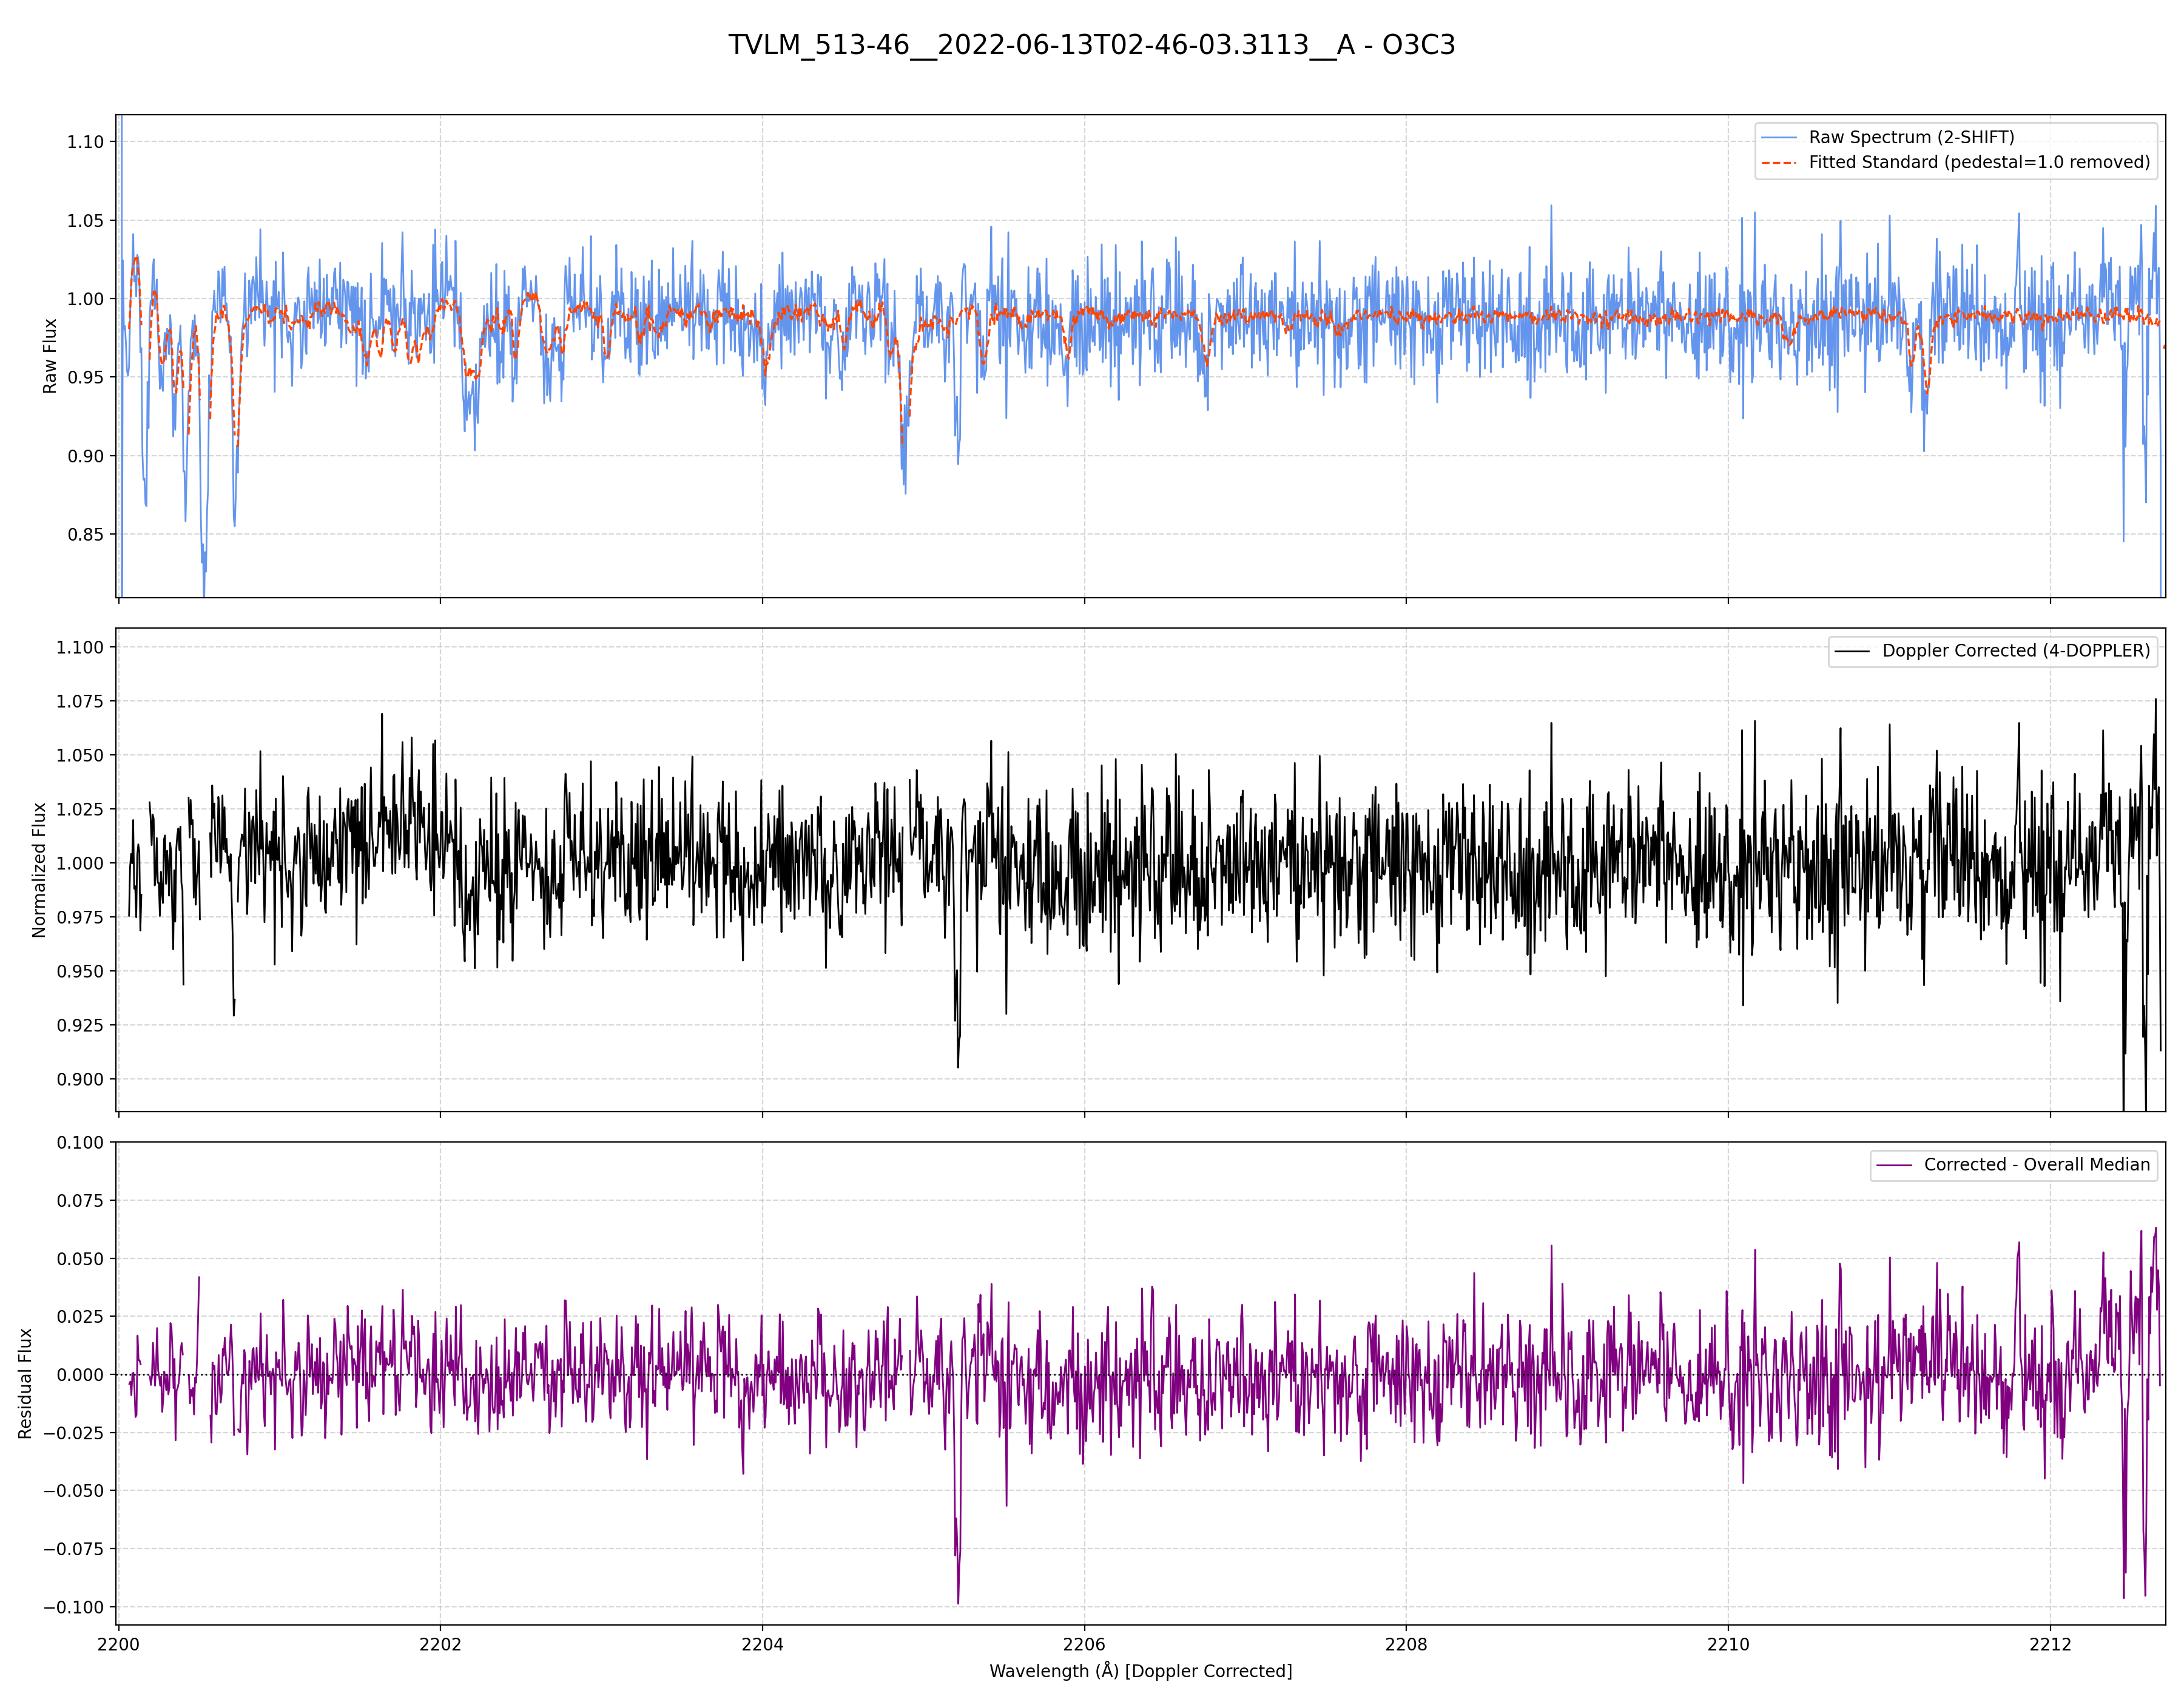 TVLM_513-46__2022-06-13T02-46-03.3113__A - O3C3
Raw Flux
1.10
1.05
1.00
0.95
0.90
0.85
Raw Spectrum (2-SHIFT)
Fitted Standard (pedestal=1.0 removed)
Normalized Flux
1.100
1.075
1.050
1.025
1.000
0.975
0.950
0.925
0.900
Doppler Corrected (4-DOPPLER)
Residual Flux
0.100
0.075
0.050
0.025
0.000
−0.025
−0.050
−0.075
−0.100
Corrected - Overall Median
2200 2202 2204 2206 2208 2210 2212
Wavelength (Å) [Doppler Corrected]